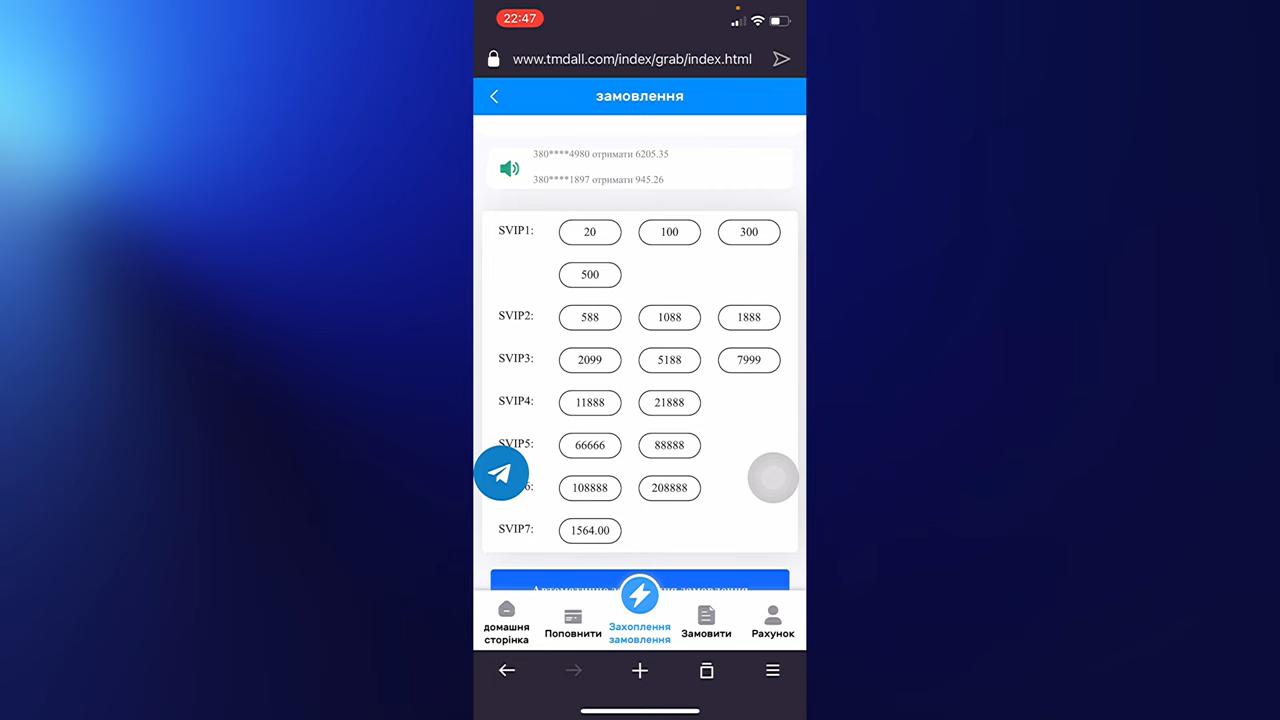 22:47
www.tmdall.com/index/grab/index.html
замовлення
380****4980 отримати 6205.35
380****1897 отримати 945.26
SVIP1: 20 100 300
500
SVIP2: 588 1088 1888
SVIP3: 2099 5188 7999
SVIP4: 11888 21888
SVIP5: 66666 88888
6: 108888 208888
SVIP7: 1564.00
домашня сторінка
Поповнити
Захоплення замовлення
Замовити
Рахунок